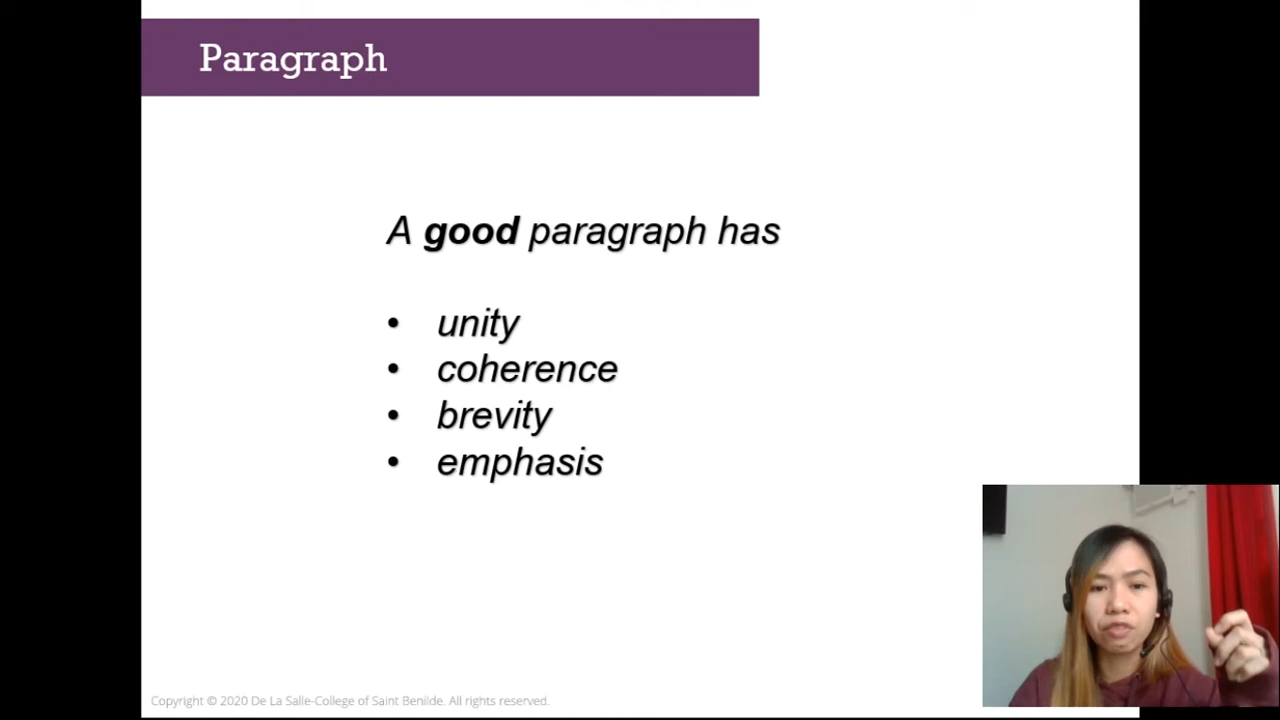 Paragraph
A good paragraph has
• unity
• coherence
• brevity
• emphasis
Copyright © 2020 De La Salle-College of Saint Benilde. All rights reserved.